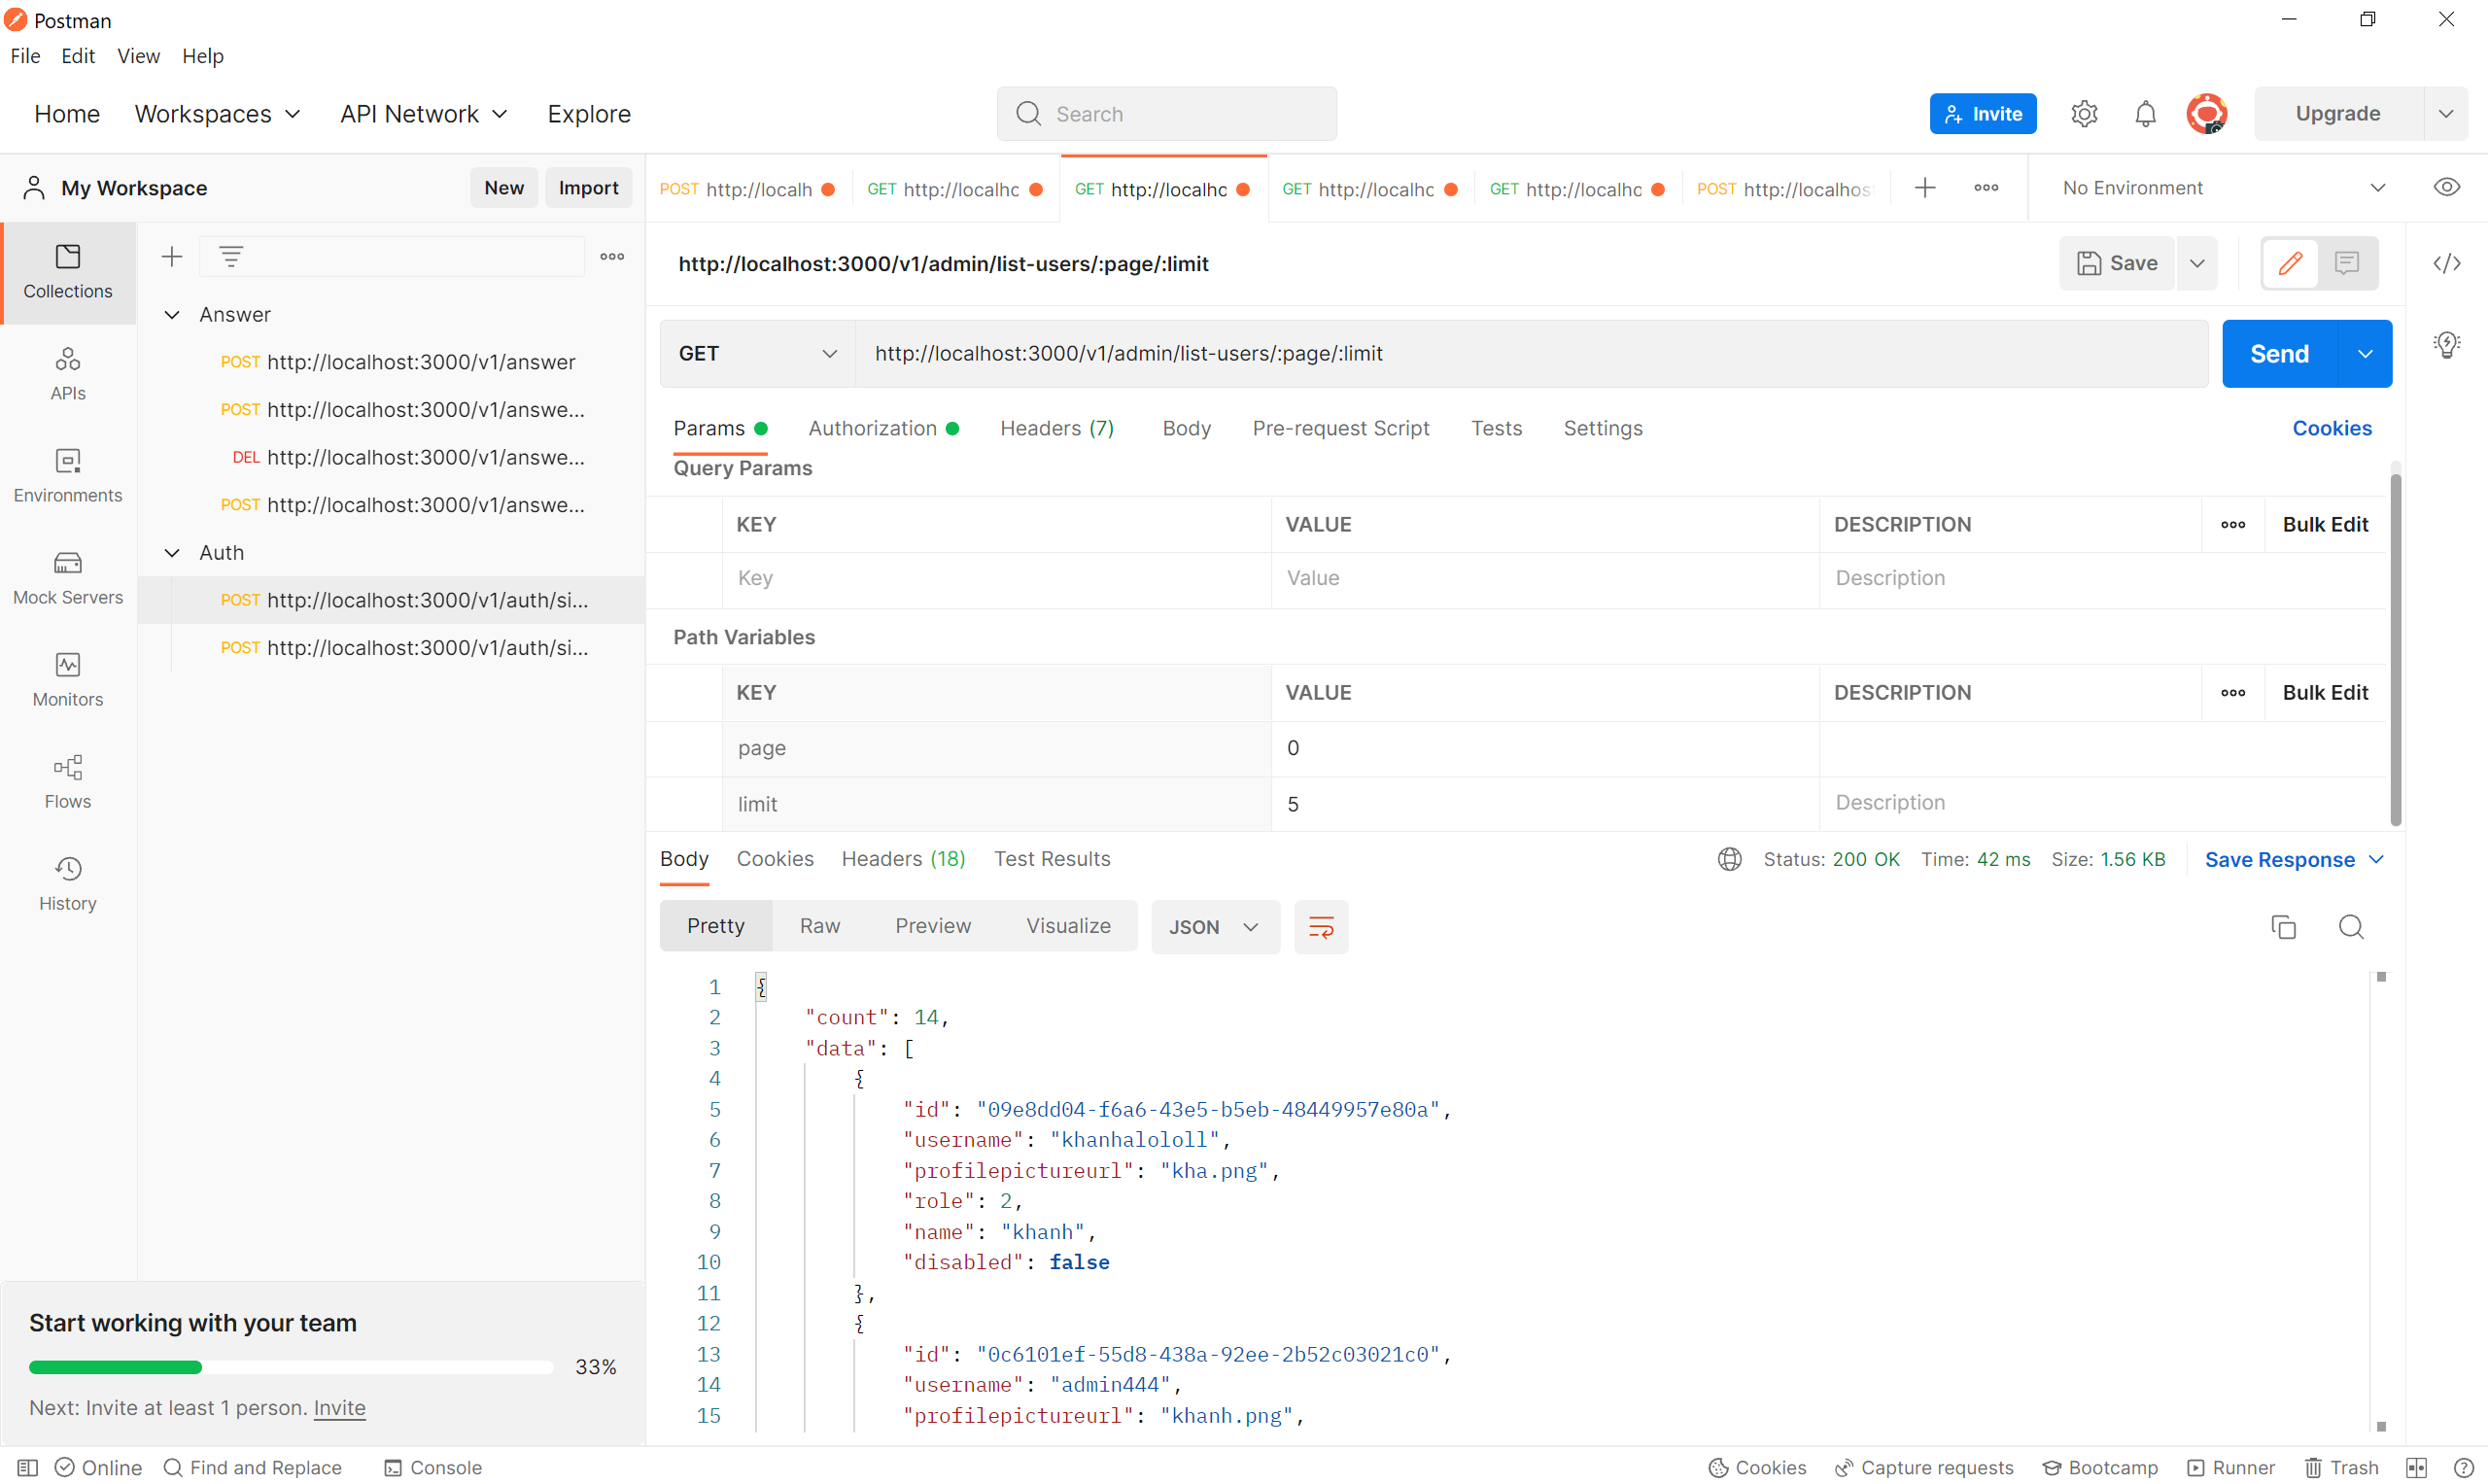 Postman
File Edit View Help
Home Workspaces API Network Explore Search Invite Upgrade
My Workspace New Import
POST http://localh GET http://localhc GET http://localhc GET http://localhc GET http://localhc POST http://localhos No Environment
Collections
APIs
Environments
Mock Servers
Monitors
Flows
History
Answer
POST http://localhost:3000/v1/answer
POST http://localhost:3000/v1/answe...
DEL http://localhost:3000/v1/answe...
POST http://localhost:3000/v1/answe...
Auth
POST http://localhost:3000/v1/auth/si...
POST http://localhost:3000/v1/auth/si...
Start working with your team
33%
Next: Invite at least 1 person. Invite
http://localhost:3000/v1/admin/list-users/:page/:limit Save
GET http://localhost:3000/v1/admin/list-users/:page/:limit Send
Params Authorization Headers (7) Body Pre-request Script Tests Settings Cookies
Query Params
KEY VALUE DESCRIPTION Bulk Edit
Key Value Description
Path Variables
KEY VALUE DESCRIPTION Bulk Edit
page 0
limit 5 Description
Body Cookies Headers (18) Test Results Status: 200 OK Time: 42 ms Size: 1.56 KB Save Response
Pretty Raw Preview Visualize JSON
1 {
2 "count": 14,
3 "data": [
4 {
5 "id": "09e8dd04-f6a6-43e5-b5eb-48449957e80a",
6 "username": "khanhalololl",
7 "profilepictureurl": "kha.png",
8 "role": 2,
9 "name": "khanh",
10 "disabled": false
11 },
12 {
13 "id": "0c6101ef-55d8-438a-92ee-2b52c03021c0",
14 "username": "admin444",
15 "profilepictureurl": "khanh.png",
Online Find and Replace Console Cookies Capture requests Bootcamp Runner Trash